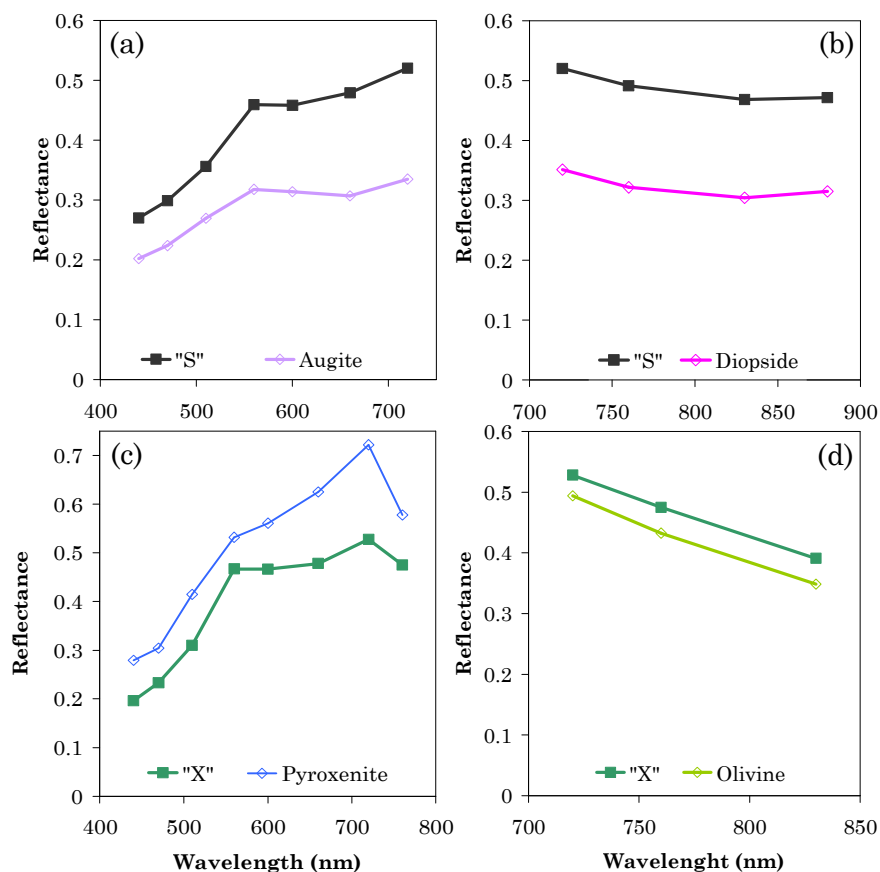 (a)
0.6
0.5
0.4
0.3
0.2
0.1
0
Reflectance
"S" Augite
400 500 600 700
(b)
0.6
0.5
0.4
0.3
0.2
0.1
0
Reflectance
"S" Diopside
700 750 800 850 900
(c)
0.7
0.6
0.5
0.4
0.3
0.2
0.1
0
Reflectance
"X" Pyroxenite
400 500 600 700 800
Wavelength (nm)
(d)
0.6
0.5
0.4
0.3
0.2
0.1
0
Reflectance
"X" Olivine
700 750 800 850
Wavelenght (nm)